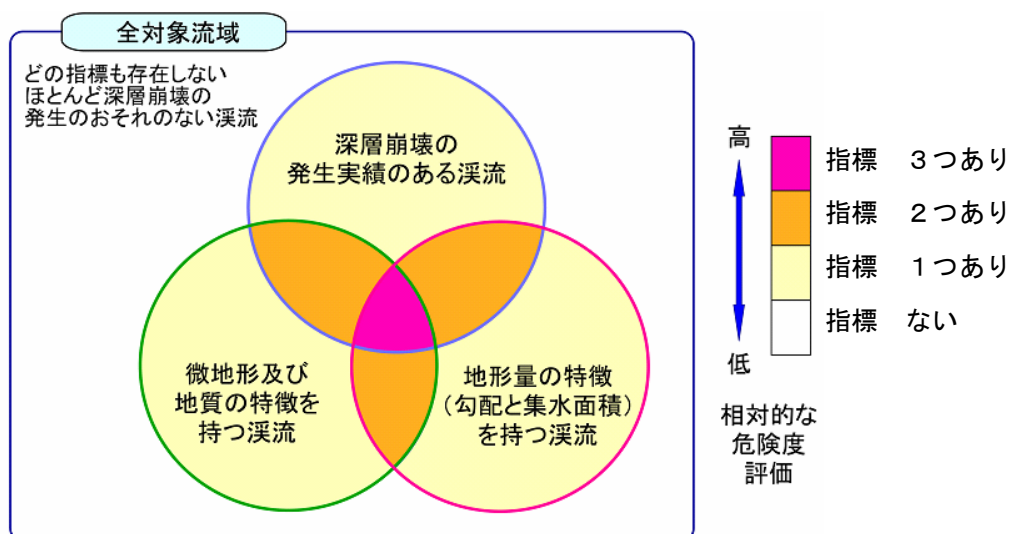 全対象流域
どの指標も存在しない
ほとんど深層崩壊の
発生のおそれのない渓流
深層崩壊の
発生実績のある渓流
微地形及び
地質の特徴を
持つ渓流
地形量の特徴
（勾配と集水面積）
を持つ渓流
高
低
指標　３つあり
指標　２つあり
指標　１つあり
指標　ない
相対的な
危険度
評価